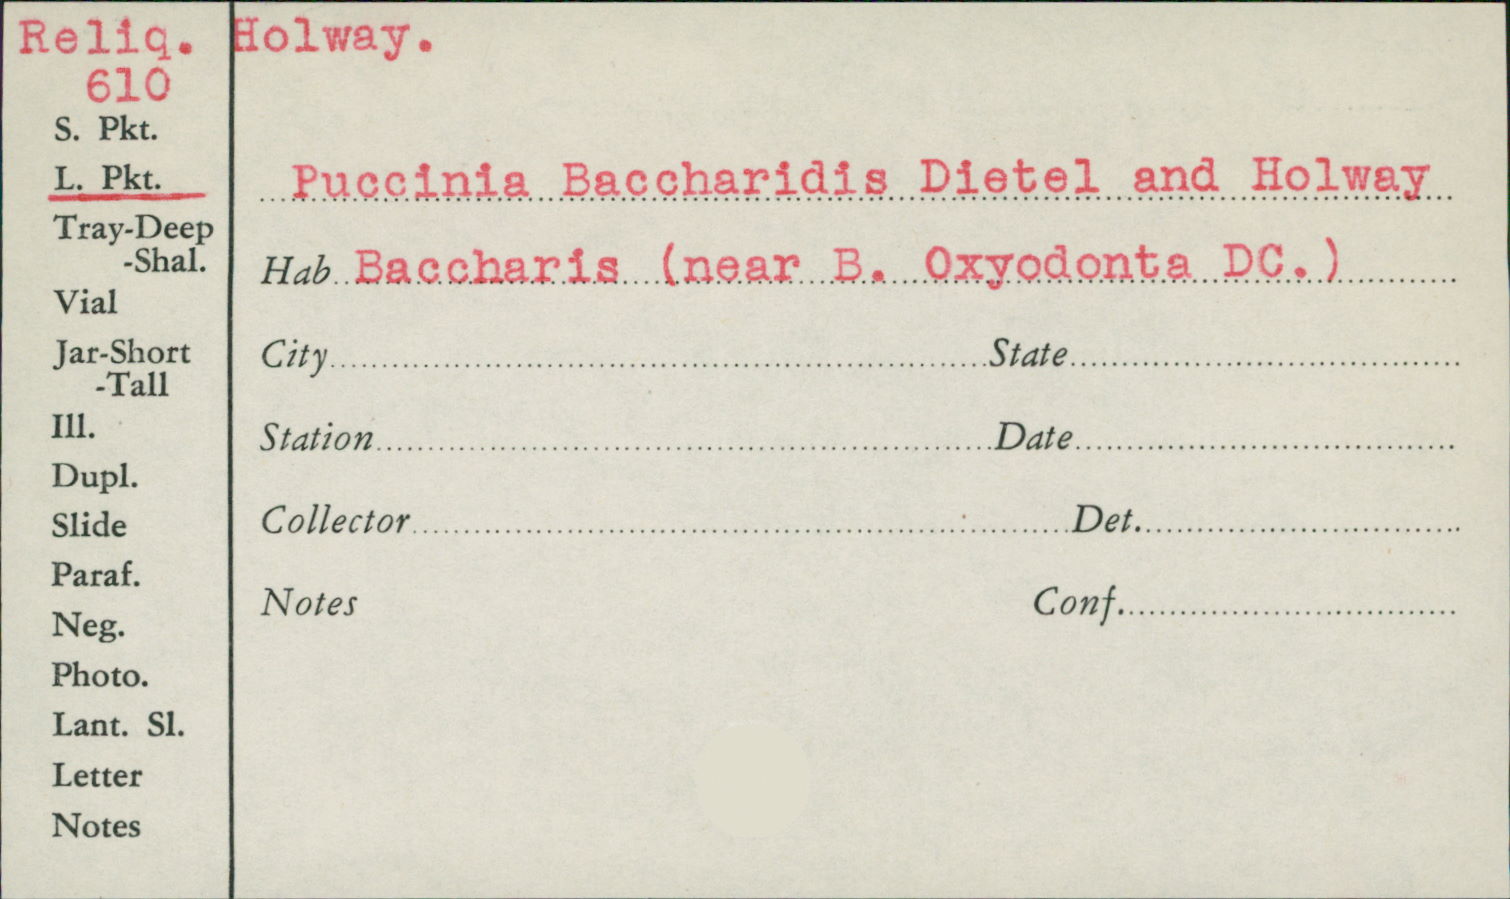 Reliq. Holway.
610
S. Pkt.
L. Pkt.
Tray-Deep
-Shal.
Vial
Jar-Short
-Tall
Ill.
Dupl.
Slide
Paraf.
Neg.
Photo.
Lant. Sl.
Letter
Notes
Puccinia Baccharidis Dietel and Holway
Hab Baccharis (near B. Oxyodonta DC.)
City State
Station Date
Collector Det.
Notes Conf.